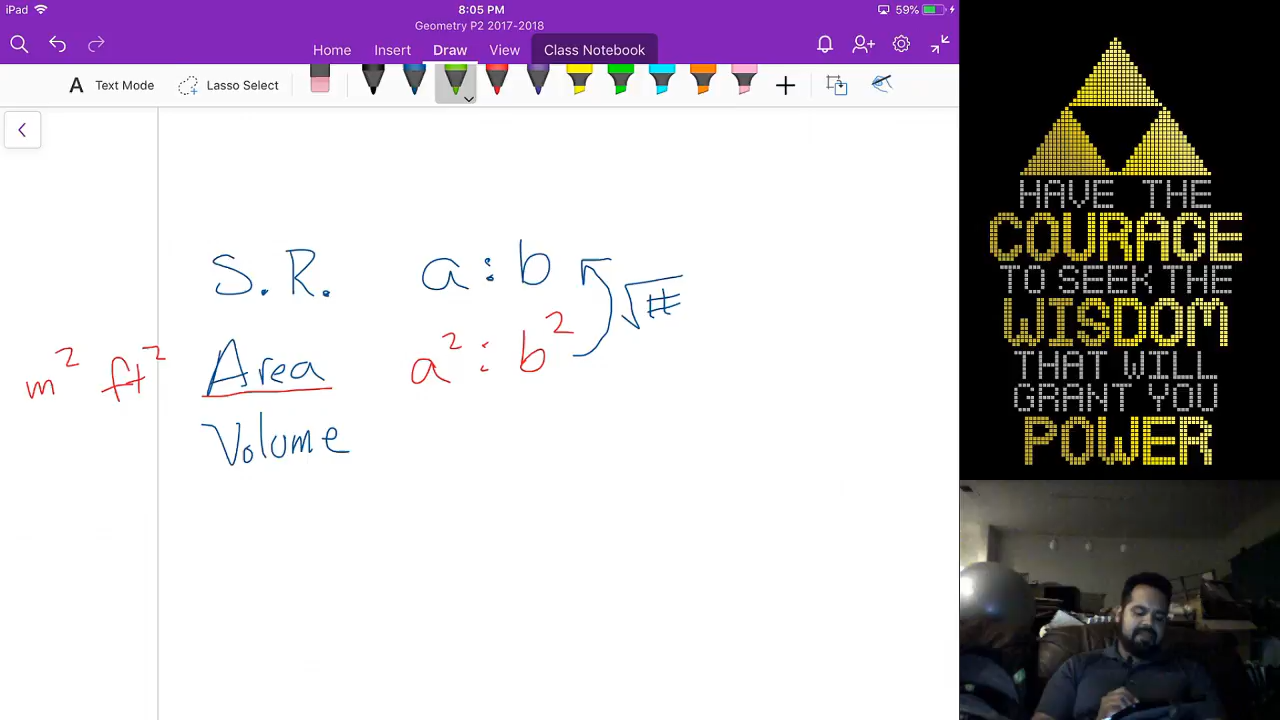 iPad 8:05 PM 59%
Geometry P2 2017-2018
Home Insert Draw View Class Notebook
A Text Mode Lasso Select
S.R. a : b
√#
m² ft² Area a² : b²
Volume
HAVE THE
COURAGE
TO SEEK THE
WISDOM
THAT WILL
GRANT YOU
POWER